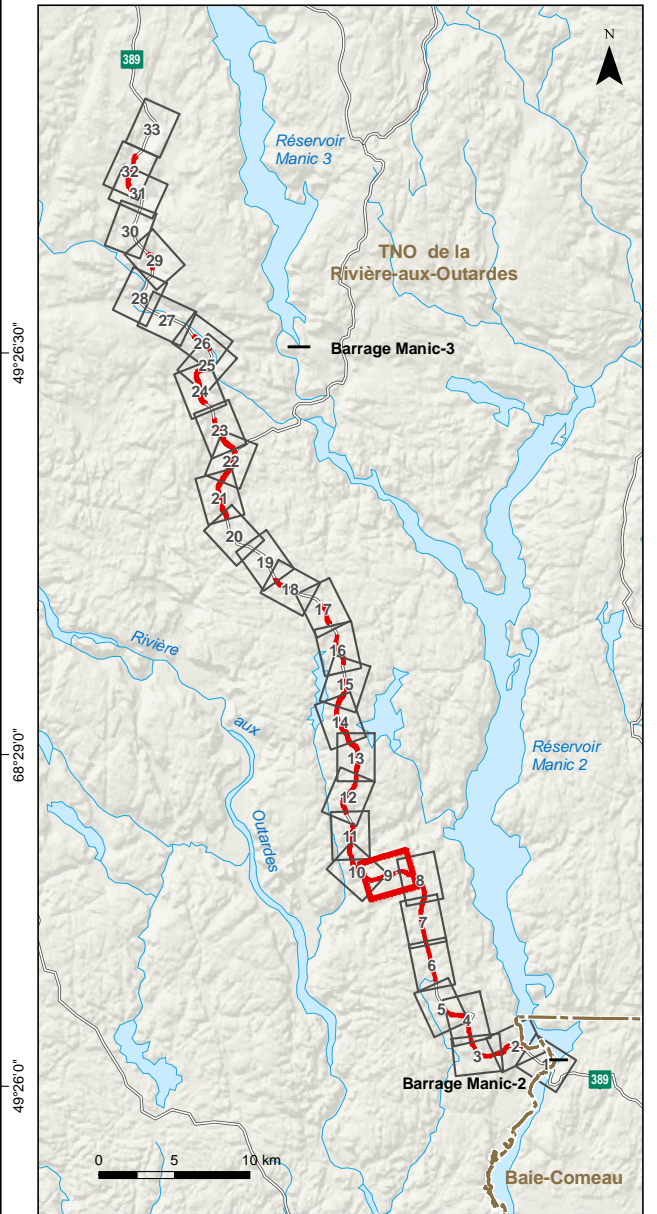 389
N
33
Réservoir
Manic 3
32
31
30
TNO de la
Rivière-aux-Outardes
29
28
27
49°26'30"
26
Barrage Manic-3
25
24
23
22
21
20
19
18
17
Rivière
16
15
aux
14
68°29'0"
13
Réservoir
Manic 2
12
Outardes
11
10
9
8
7
6
5
4
3
2
1
49°26'0"
Barrage Manic-2
389
0 5 10 km
Baie-Comeau